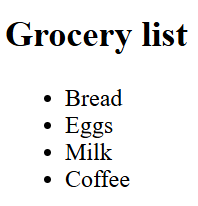 Grocery list
• Bread
• Eggs
• Milk
• Coffee